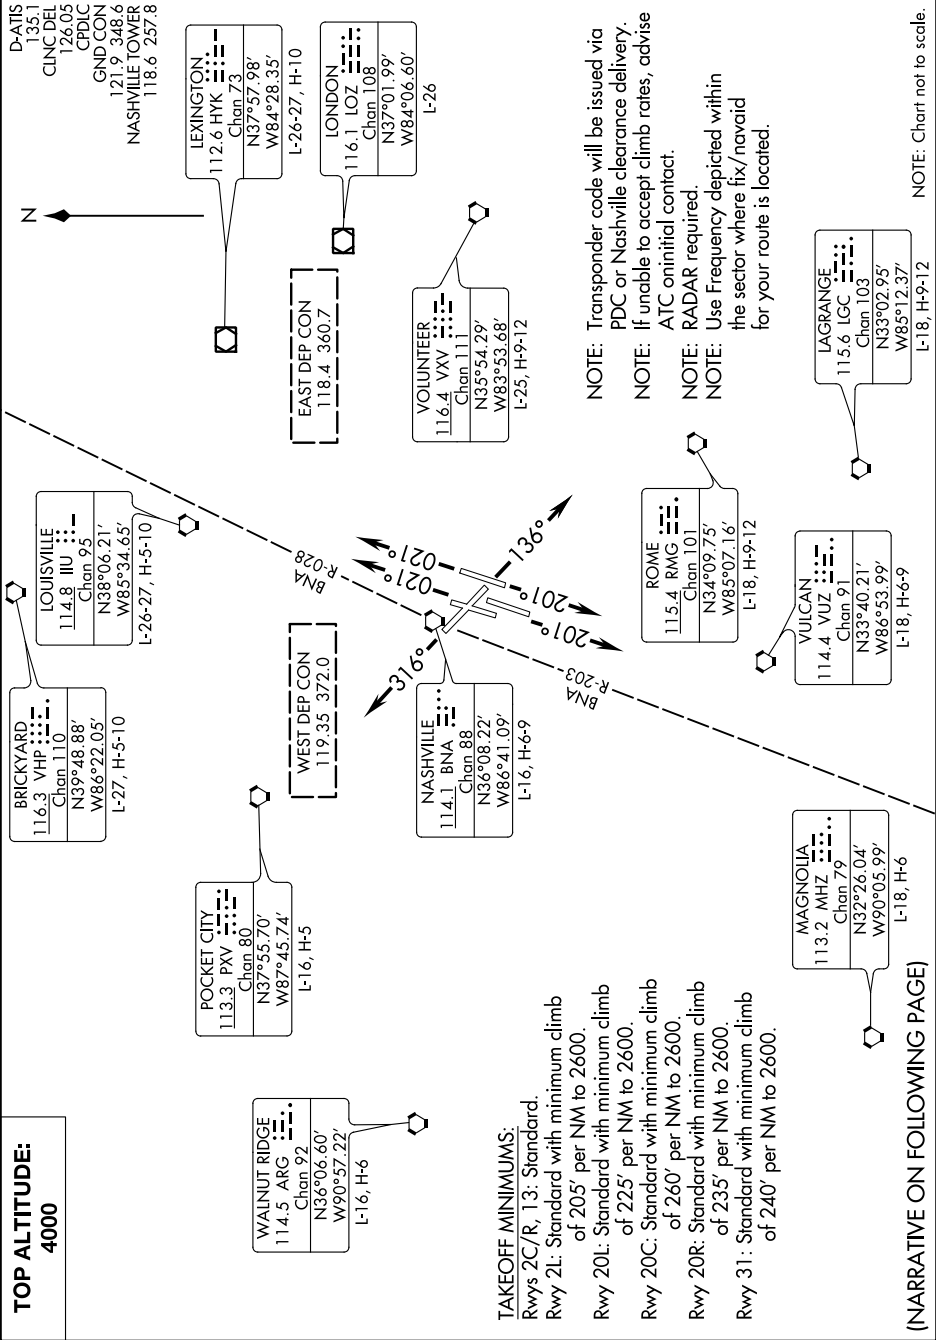 TOP ALTITUDE:
4000
D-ATIS
135.1
CLNC DEL
126.05
CPDLC
GND CON
121.9 348.6
NASHVILLE TOWER
118.6 257.8
N
BRICKYARD
116.3 VHP
Chan 110
N39°48.88'
W86°22.05'
L-27, H-5-10
LOUISVILLE
114.8 IIU
Chan 95
N38°06.21'
W85°34.65'
L-26-27, H-5-10
LEXINGTON
112.6 HYK
Chan 73
N37°57.98'
W84°28.35'
L-26-27, H-10
LONDON
116.1 LOZ
Chan 108
N37°01.99'
W84°06.60'
L-26
POCKET CITY
113.3 PXV
Chan 80
N37°55.70'
W87°45.74'
L-16, H-5
WALNUT RIDGE
114.5 ARG
Chan 92
N36°06.60'
W90°57.22'
L-16, H-6
WEST DEP CON
119.35 372.0
EAST DEP CON
118.4 360.7
BNA
R-028
021°
021°
316°
136°
201°
201°
BNA
R-203
NASHVILLE
114.1 BNA
Chan 88
N36°08.22'
W86°41.09'
L-16, H-6-9
VOLUNTEER
116.4 VXV
Chan 111
N35°54.29'
W83°53.68'
L-25, H-9-12
ROME
115.4 RMG
Chan 101
N34°09.75'
W85°07.16'
L-18, H-9-12
VULCAN
114.4 VUZ
Chan 91
N33°40.21'
W86°53.99'
L-18, H-6-9
LAGRANGE
115.6 LGC
Chan 103
N33°02.95'
W85°12.37'
L-18, H-9-12
MAGNOLIA
113.2 MHZ
Chan 79
N32°26.04'
W90°05.99'
L-18, H-6
TAKEOFF MINIMUMS:
Rwys 2C/R, 13: Standard.
Rwy 2L: Standard with minimum climb
of 205' per NM to 2600.
Rwy 20L: Standard with minimum climb
of 225' per NM to 2600.
Rwy 20C: Standard with minimum climb
of 260' per NM to 2600.
Rwy 20R: Standard with minimum climb
of 235' per NM to 2600.
Rwy 31: Standard with minimum climb
of 240' per NM to 2600.
NOTE: Transponder code will be issued via
PDC or Nashville clearance delivery.
NOTE: If unable to accept climb rates, advise
ATC oninitial contact.
NOTE: RADAR required.
NOTE: Use Frequency depicted within
the sector where fix/navaid
for your route is located.
(NARRATIVE ON FOLLOWING PAGE)
NOTE: Chart not to scale.